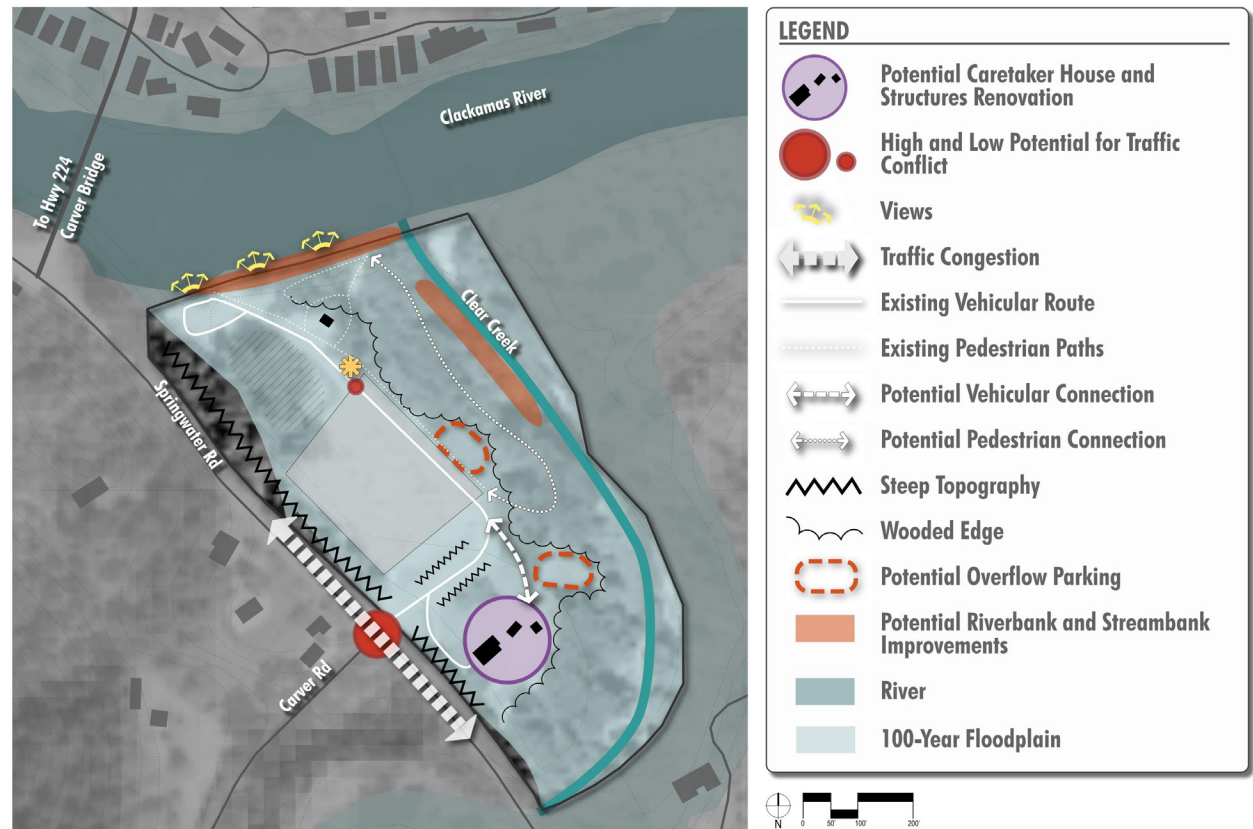 To Hwy 224
Carver Bridge
Clackamas River
Clear Creek
Springwater Rd
Carver Rd
LEGEND
Potential Caretaker House and
Structures Renovation
High and Low Potential for Traffic
Conflict
Views
Traffic Congestion
Existing Vehicular Route
Existing Pedestrian Paths
Potential Vehicular Connection
Potential Pedestrian Connection
Steep Topography
Wooded Edge
Potential Overflow Parking
Potential Riverbank and Streambank
Improvements
River
100-Year Floodplain
N
0 50' 100' 200'